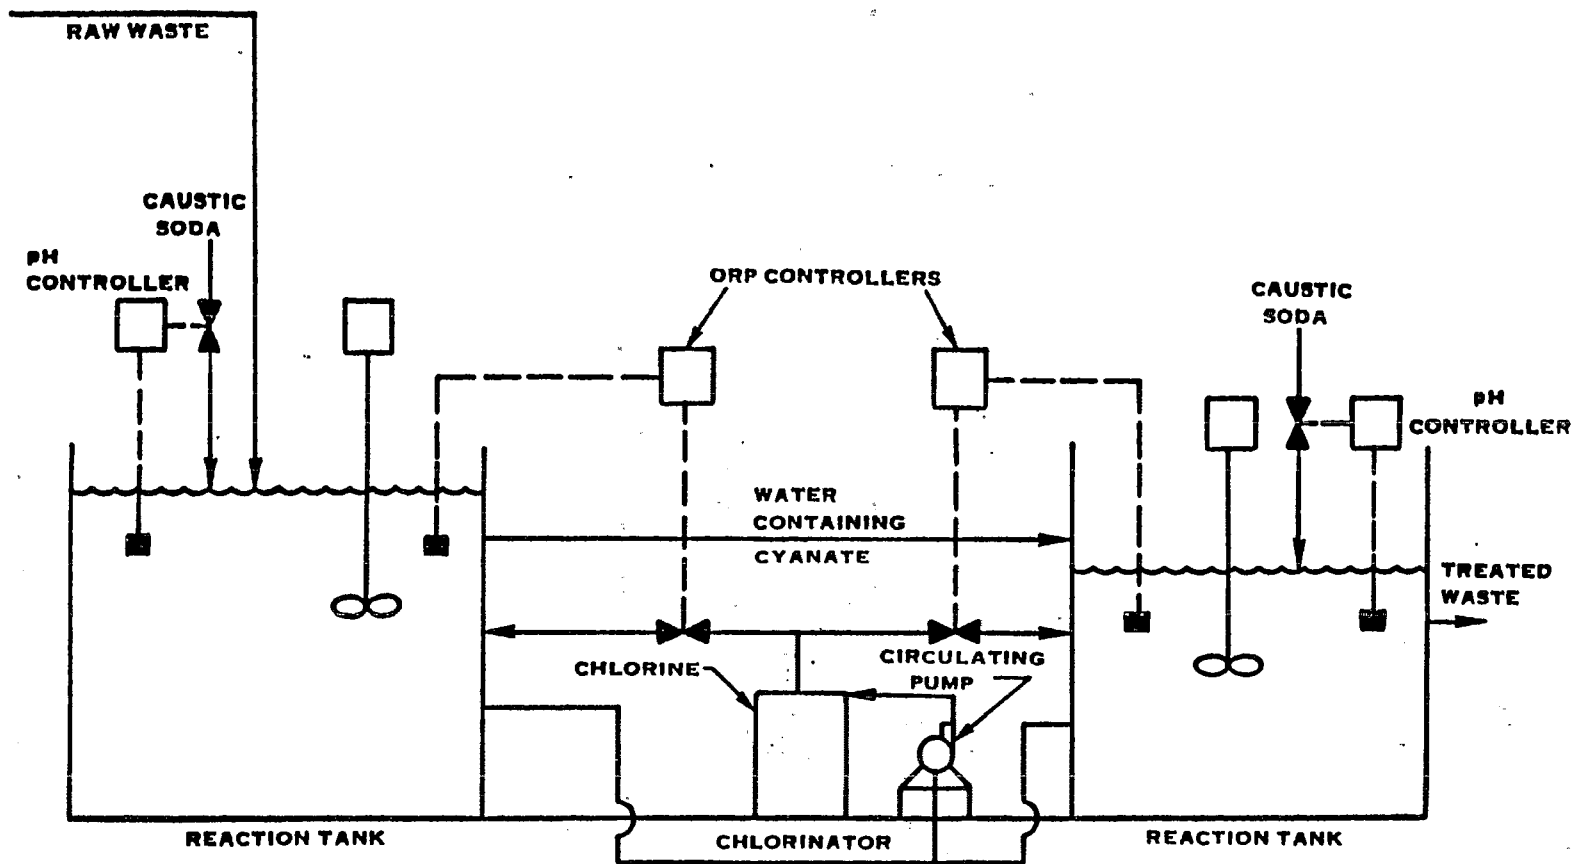 RAW WASTE
CAUSTIC
SODA
pH
CONTROLLER
ORP CONTROLLERS
CAUSTIC
SODA
pH
CONTROLLER
WATER
CONTAINING
CYANATE
TREATED
WASTE
CHLORINE
CIRCULATING
PUMP
REACTION TANK
CHLORINATOR
REACTION TANK